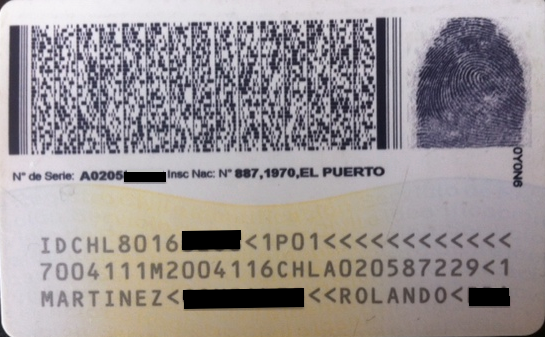 N° de Serie: A0205 Insc Nac: N° 887,1970,EL PUERTO
IDCHL8016 <1P01<<<<<<<<<<<<
7004111M2004116CHLA020587229<1
MARTINEZ< <<ROLANDO<